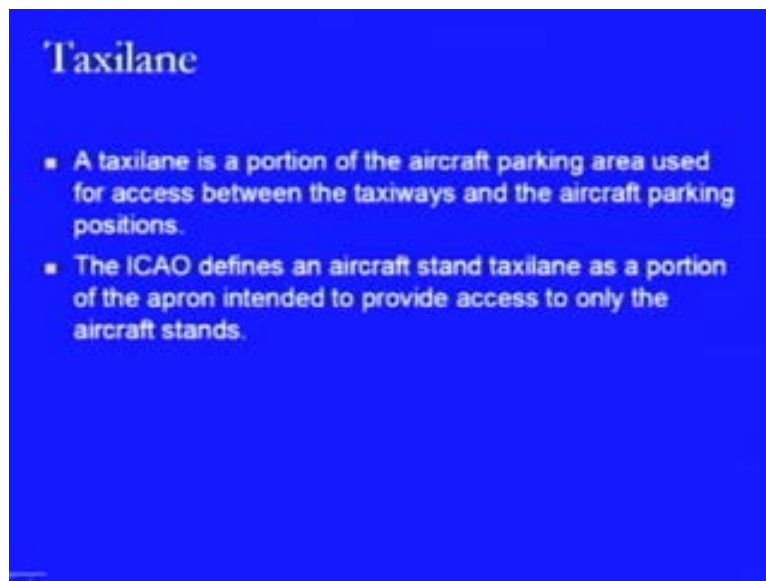 Taxilane
▪ A taxilane is a portion of the aircraft parking area used
for access between the taxiways and the aircraft parking
positions.
▪ The ICAO defines an aircraft stand taxilane as a portion
of the apron intended to provide access to only the
aircraft stands.